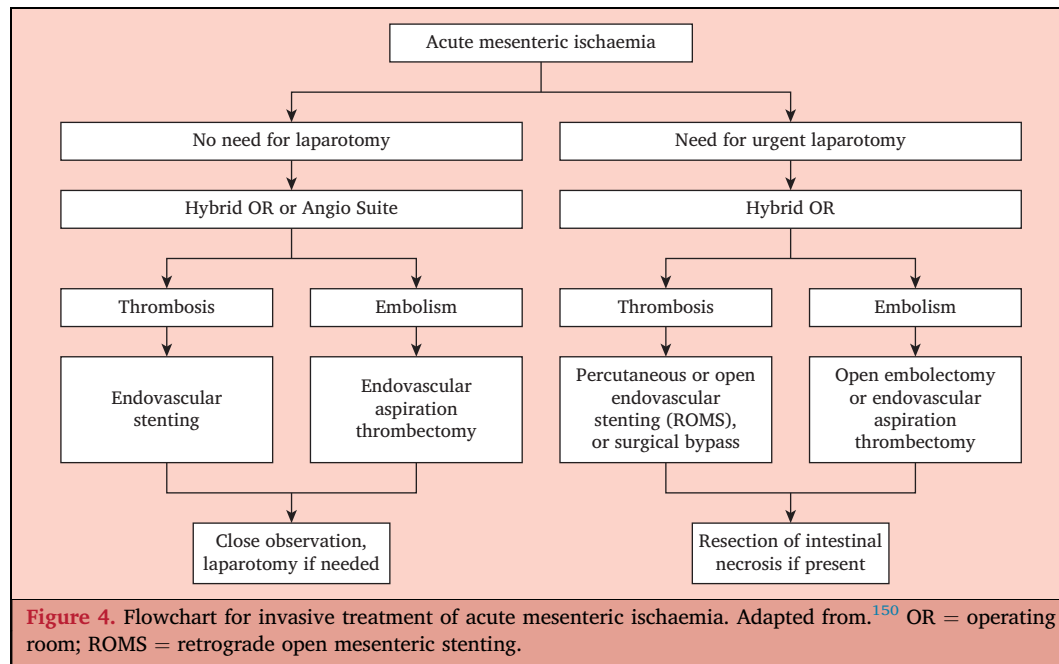 Acute mesenteric ischaemia
No need for laparotomy
Need for urgent laparotomy
Hybrid OR or Angio Suite
Hybrid OR
Thrombosis
Embolism
Thrombosis
Embolism
Endovascular
stenting
Endovascular
aspiration
thrombectomy
Percutaneous or open
endovascular
stenting (ROMS),
or surgical bypass
Open embolectomy
or endovascular
aspiration
thrombectomy
Close observation,
laparotomy if needed
Resection of intestinal
necrosis if present
Figure 4. Flowchart for invasive treatment of acute mesenteric ischaemia. Adapted from.150 OR = operating
room; ROMS = retrograde open mesenteric stenting.